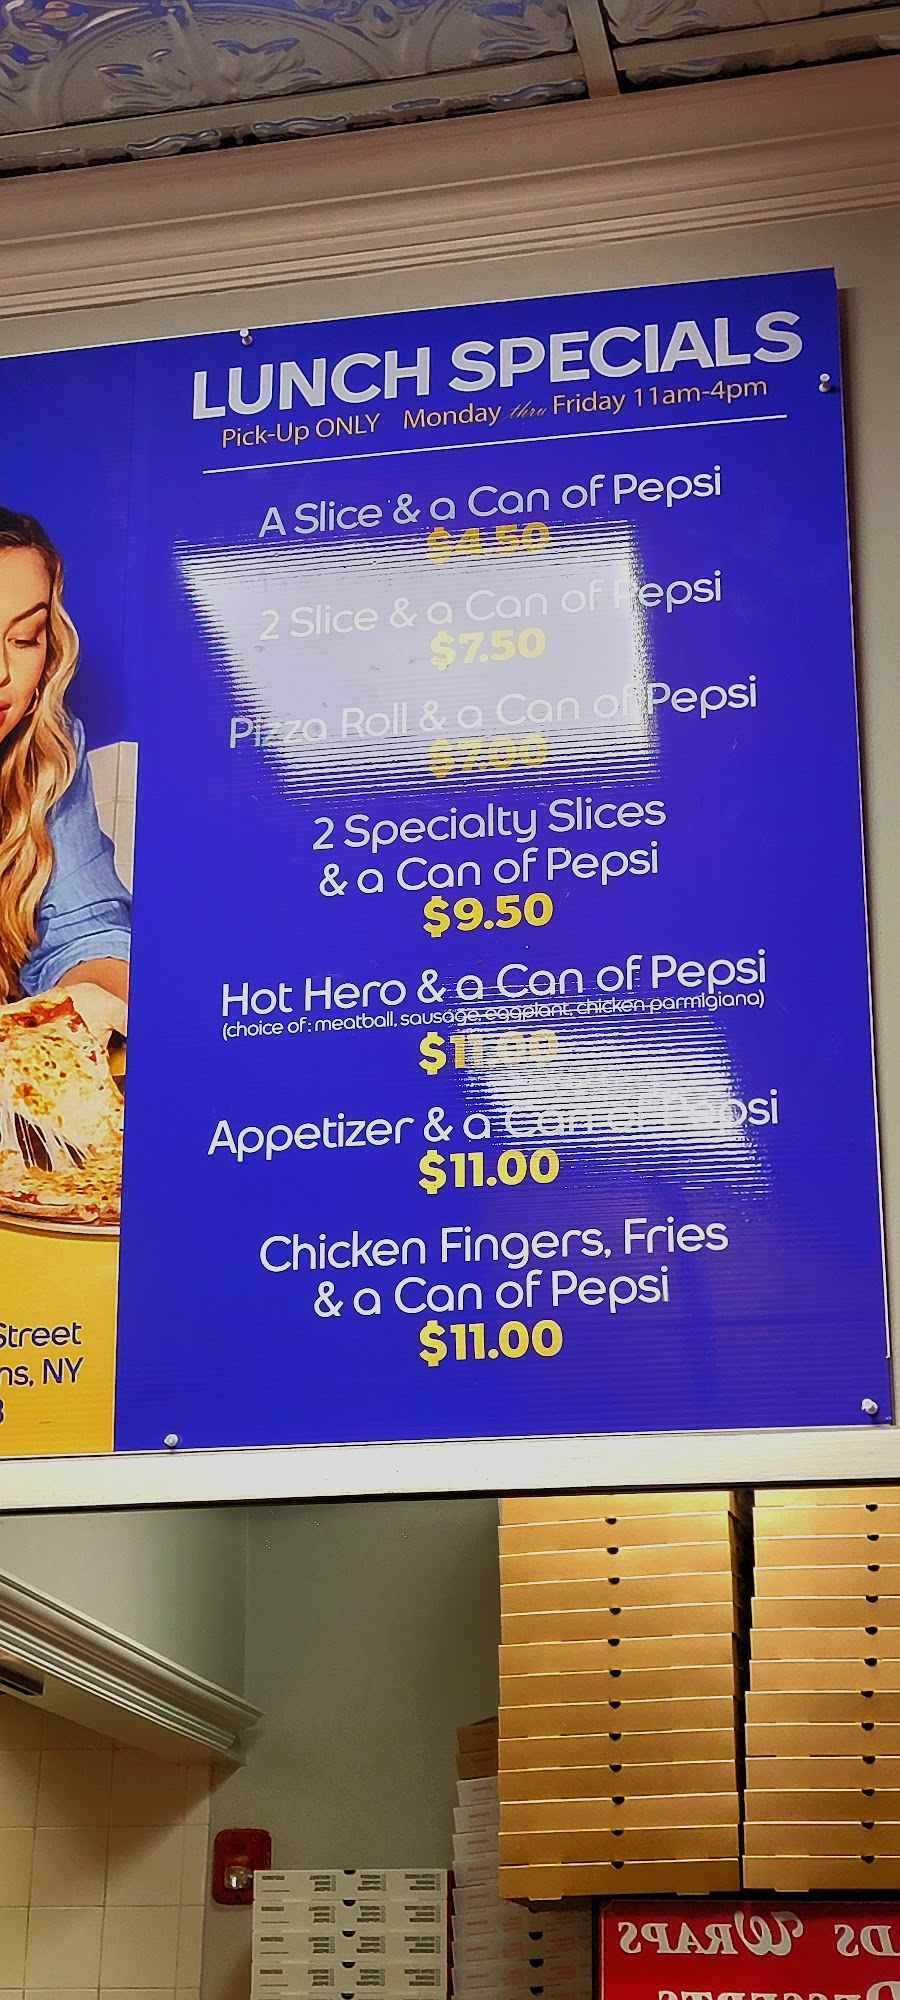 LUNCH SPECIALS
Pick-Up ONLY Monday thru Friday 11am-4pm
A Slice & a Can of Pepsi
$4.50
2 Slice & a Can of Pepsi
$7.50
Pizza Roll & a Can of Pepsi
$7.00
2 Specialty Slices
& a Can of Pepsi
$9.50
Hot Hero & a Can of Pepsi
(choice of: meatball, sausage, eggplant, chicken parmigiana)
$11.00
Appetizer & a Can of Pepsi
$11.00
Chicken Fingers, Fries
& a Can of Pepsi
$11.00
Street
ns, NY
3
DS WRAPS